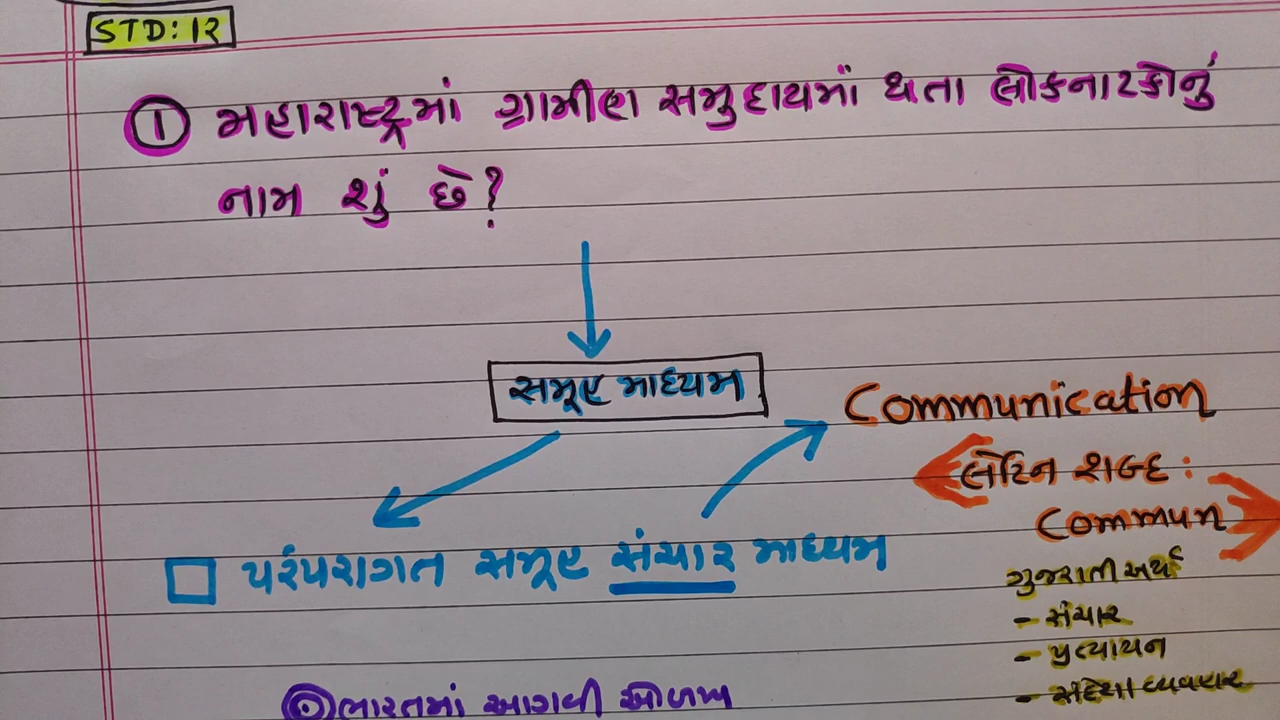 STD: 12
① મહારાષ્ટ્રમાં ગ્રામીણ સમુદાયમાં થતા લોકનાટકોનું
નામ શું છે?
સમૂહ માધ્યમ
Communication
લેટિન શબ્દ :
Commun
પરંપરાગત સમૂહ સંચાર માધ્યમ
ગુજરાતી અર્થ
- સંચાર
- પ્રત્યાયન
- સંદેશા વ્યવહાર
ભારતમાં આગવી ઓળખ